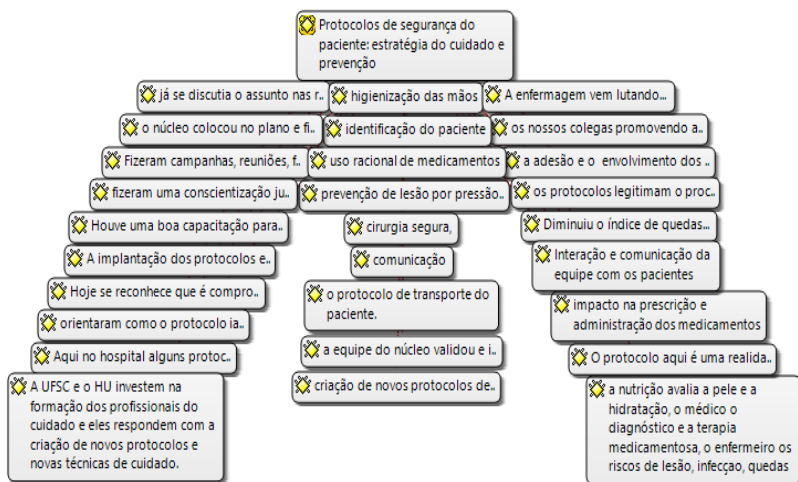 Protocolos de segurança do
paciente: estratégia do cuidado e
prevenção
já se discutia o assunto nas r..
o núcleo colocou no plano e fi..
Fizeram campanhas, reuniões, f..
fizeram uma conscientização ju..
Houve uma boa capacitação para..
A implantação dos protocolos e..
Hoje se reconhece que é compro..
orientaram como o protocolo ia..
Aqui no hospital alguns protoc..
A UFSC e o HU investem na
formação dos profissionais do
cuidado e eles respondem com a
criação de novos protocolos e
novas técnicas de cuidado.
higienização das mãos
identificação do paciente
uso racional de medicamentos
prevenção de lesão por pressão..
cirurgia segura,
comunicação
o protocolo de transporte do
paciente.
a equipe do núcleo validou e i..
criação de novos protocolos de..
A enfermagem vem lutando...
os nossos colegas promovendo a..
a adesão e o envolvimento dos ..
os protocolos legitimam o proc..
Diminuiu o índice de quedas...
Interação e comunicação da
equipe com os pacientes
impacto na prescrição e
administração dos medicamentos
O protocolo aqui é uma realida..
a nutrição avalia a pele e a
hidratação, o médico o
diagnóstico e a terapia
medicamentosa, o enfermeiro os
riscos de lesão, infecçao, quedas